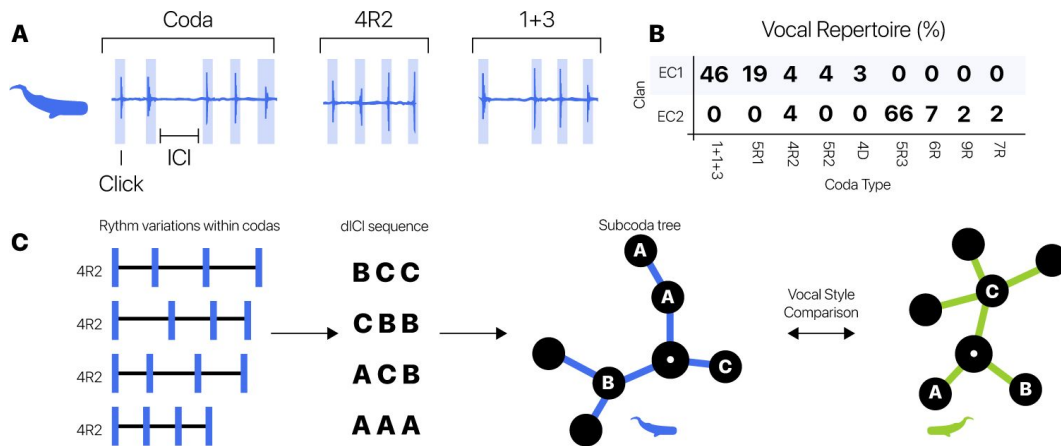 A
Coda
4R2
1+3
ICI
Click
B
Vocal Repertoire (%)
Clan
EC1 46 19 4 4 3 0 0 0 0
EC2 0 0 4 0 0 66 7 2 2
1+1+3 5R1 4R2 5R2 4D 5R3 6R 9R 7R
Coda Type
C
Rythm variations within codas
4R2
4R2
4R2
4R2
dICI sequence
B C C
C B B
A C B
A A A
Subcoda tree
A
A
B
C
Vocal Style
Comparison
C
A
B